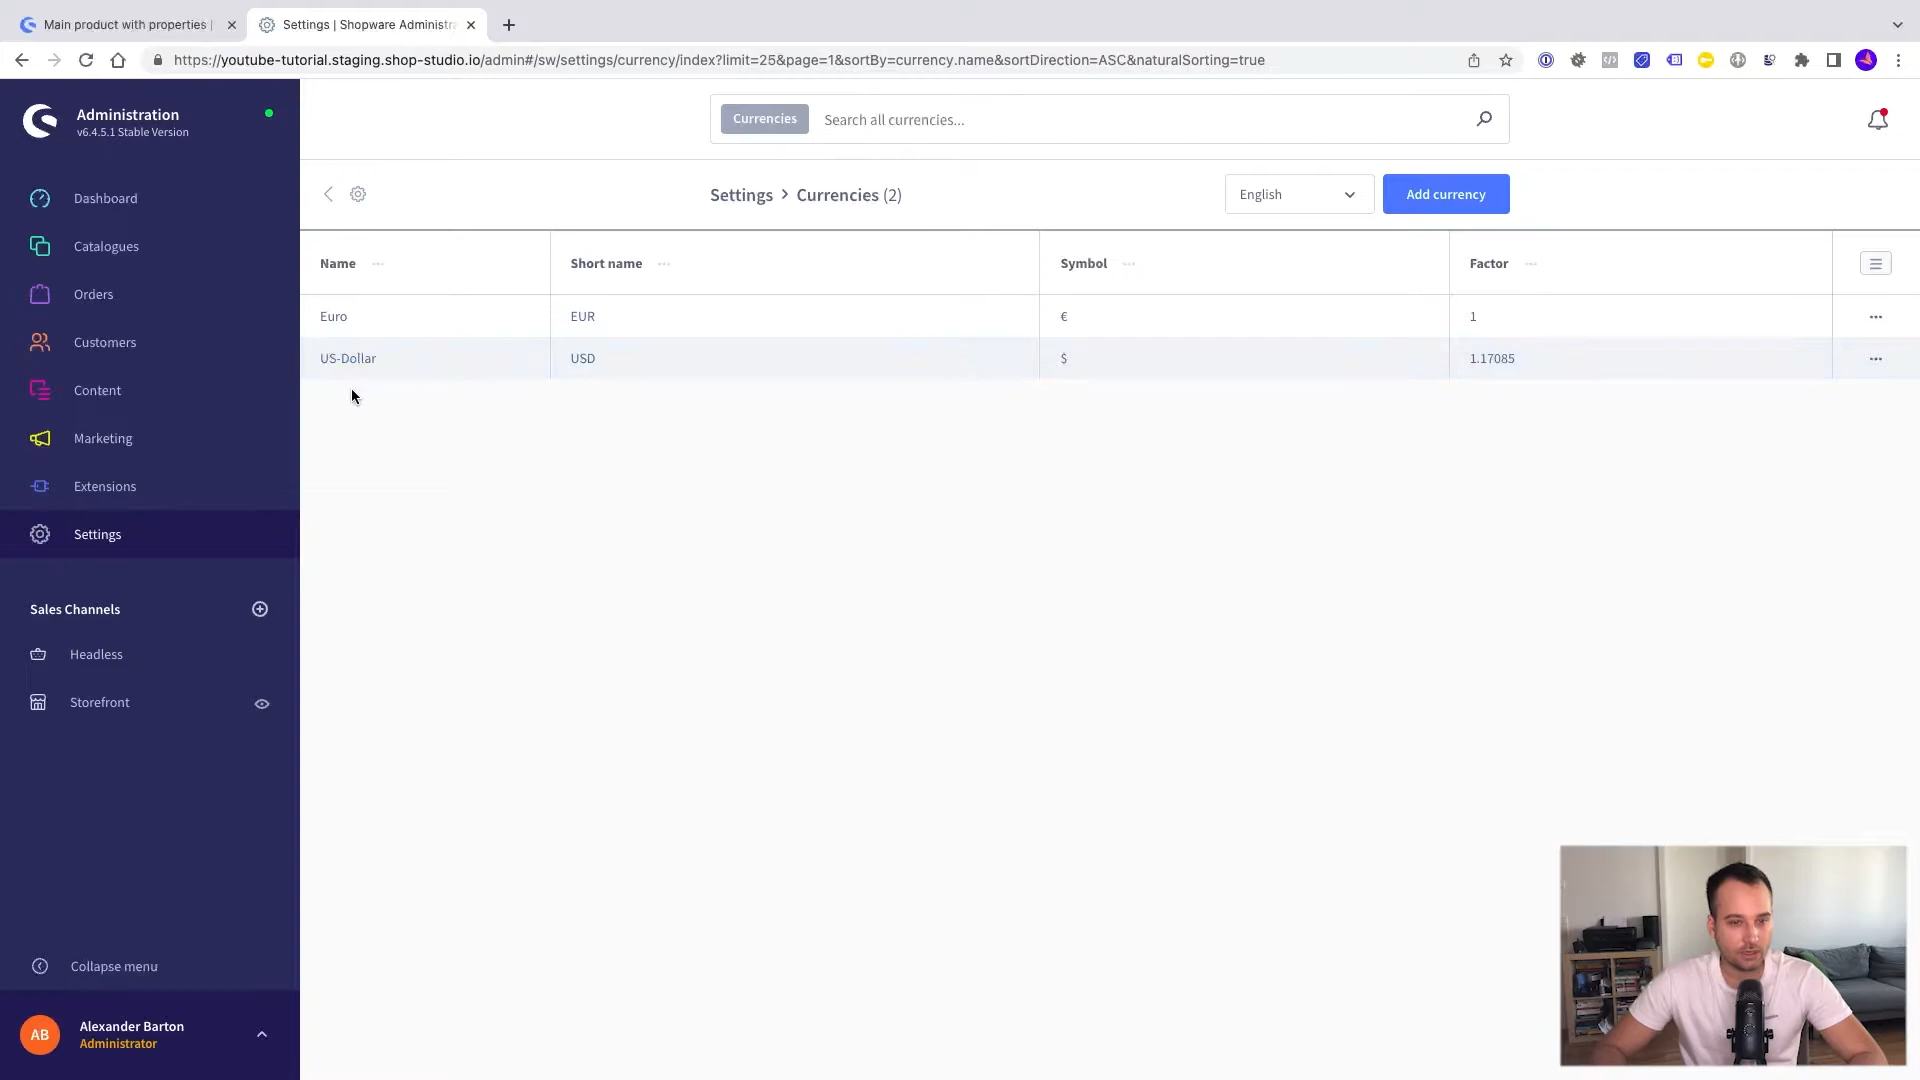 Main product with properties |
Settings | Shopware Administra
https://youtube-tutorial.staging.shop-studio.io/admin#/sw/settings/currency/index?limit=25&page=1&sortBy=currency.name&sortDirection=ASC&naturalSorting=true
Administration
v6.4.5.1 Stable Version
Currencies
Search all currencies...
Dashboard
Catalogues
Orders
Customers
Content
Marketing
Extensions
Settings
Sales Channels
Headless
Storefront
Collapse menu
AB
Alexander Barton
Administrator
Settings > Currencies (2)
English
Add currency
Name Short name Symbol Factor
Euro EUR € 1
US-Dollar USD $ 1.17085